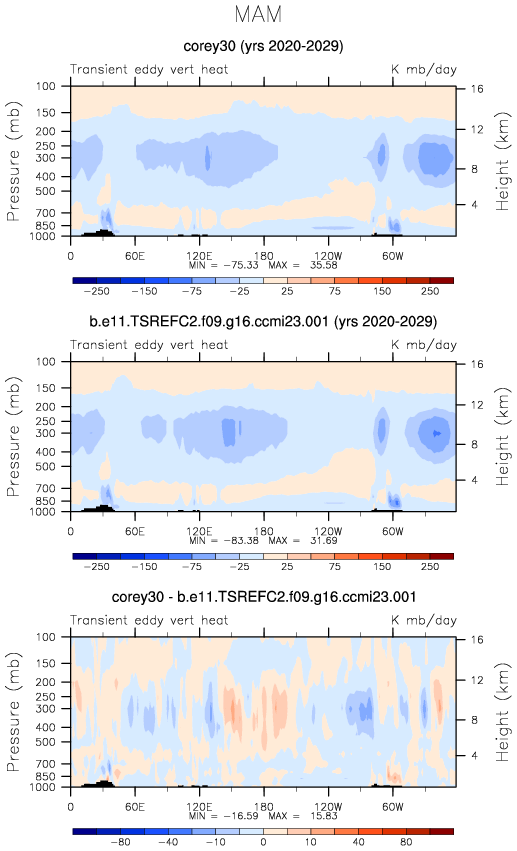 MAM
corey30 (yrs 2020-2029)
Transient eddy vert heat K mb/day
Pressure (mb)
100
200
250
300
400
500
700
850
1000
16
12
8
4
Height (km)
0 60E 120E 180 120W 60W
MIN = -75.33 MAX = 35.58
-250 -150 -75 -25 25 75 150 250
b.e11.TSREFC2.f09.g16.ccmi23.001 (yrs 2020-2029)
Transient eddy vert heat K mb/day
Pressure (mb)
100
200
250
300
400
500
700
850
1000
16
12
8
4
Height (km)
0 60E 120E 180 120W 60W
MIN = -83.38 MAX = 31.69
-250 -150 -75 -25 25 75 150 250
corey30 - b.e11.TSREFC2.f09.g16.ccmi23.001
Transient eddy vert heat K mb/day
Pressure (mb)
100
200
250
300
400
500
700
850
1000
16
12
8
4
Height (km)
0 60E 120E 180 120W 60W
MIN = -16.59 MAX = 15.83
-80 -40 -10 0 10 40 80